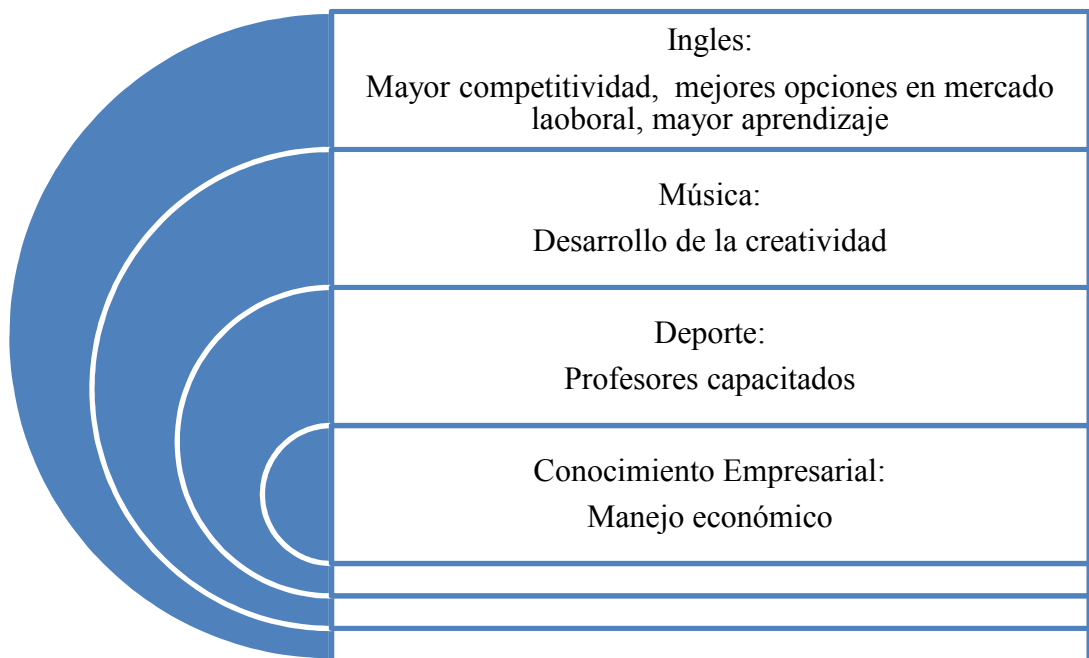 Ingles:
Mayor competitividad, mejores opciones en mercado
laoboral, mayor aprendizaje
Música:
Desarrollo de la creatividad
Deporte:
Profesores capacitados
Conocimiento Empresarial:
Manejo económico